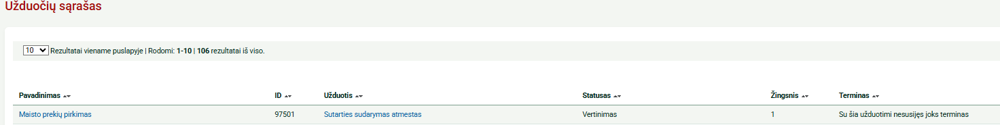 Užduočių sąrašas
10 Rezultatai viename puslapyje | Rodomi: 1-10 | 106 rezultatai iš viso.
Pavadinimas ID Užduotis Statusas Žingsnis Terminas
Maisto prekių pirkimas 97501 Sutarties sudarymas atmestas Vertinimas 1 Su šia užduotimi nesusijęs joks terminas